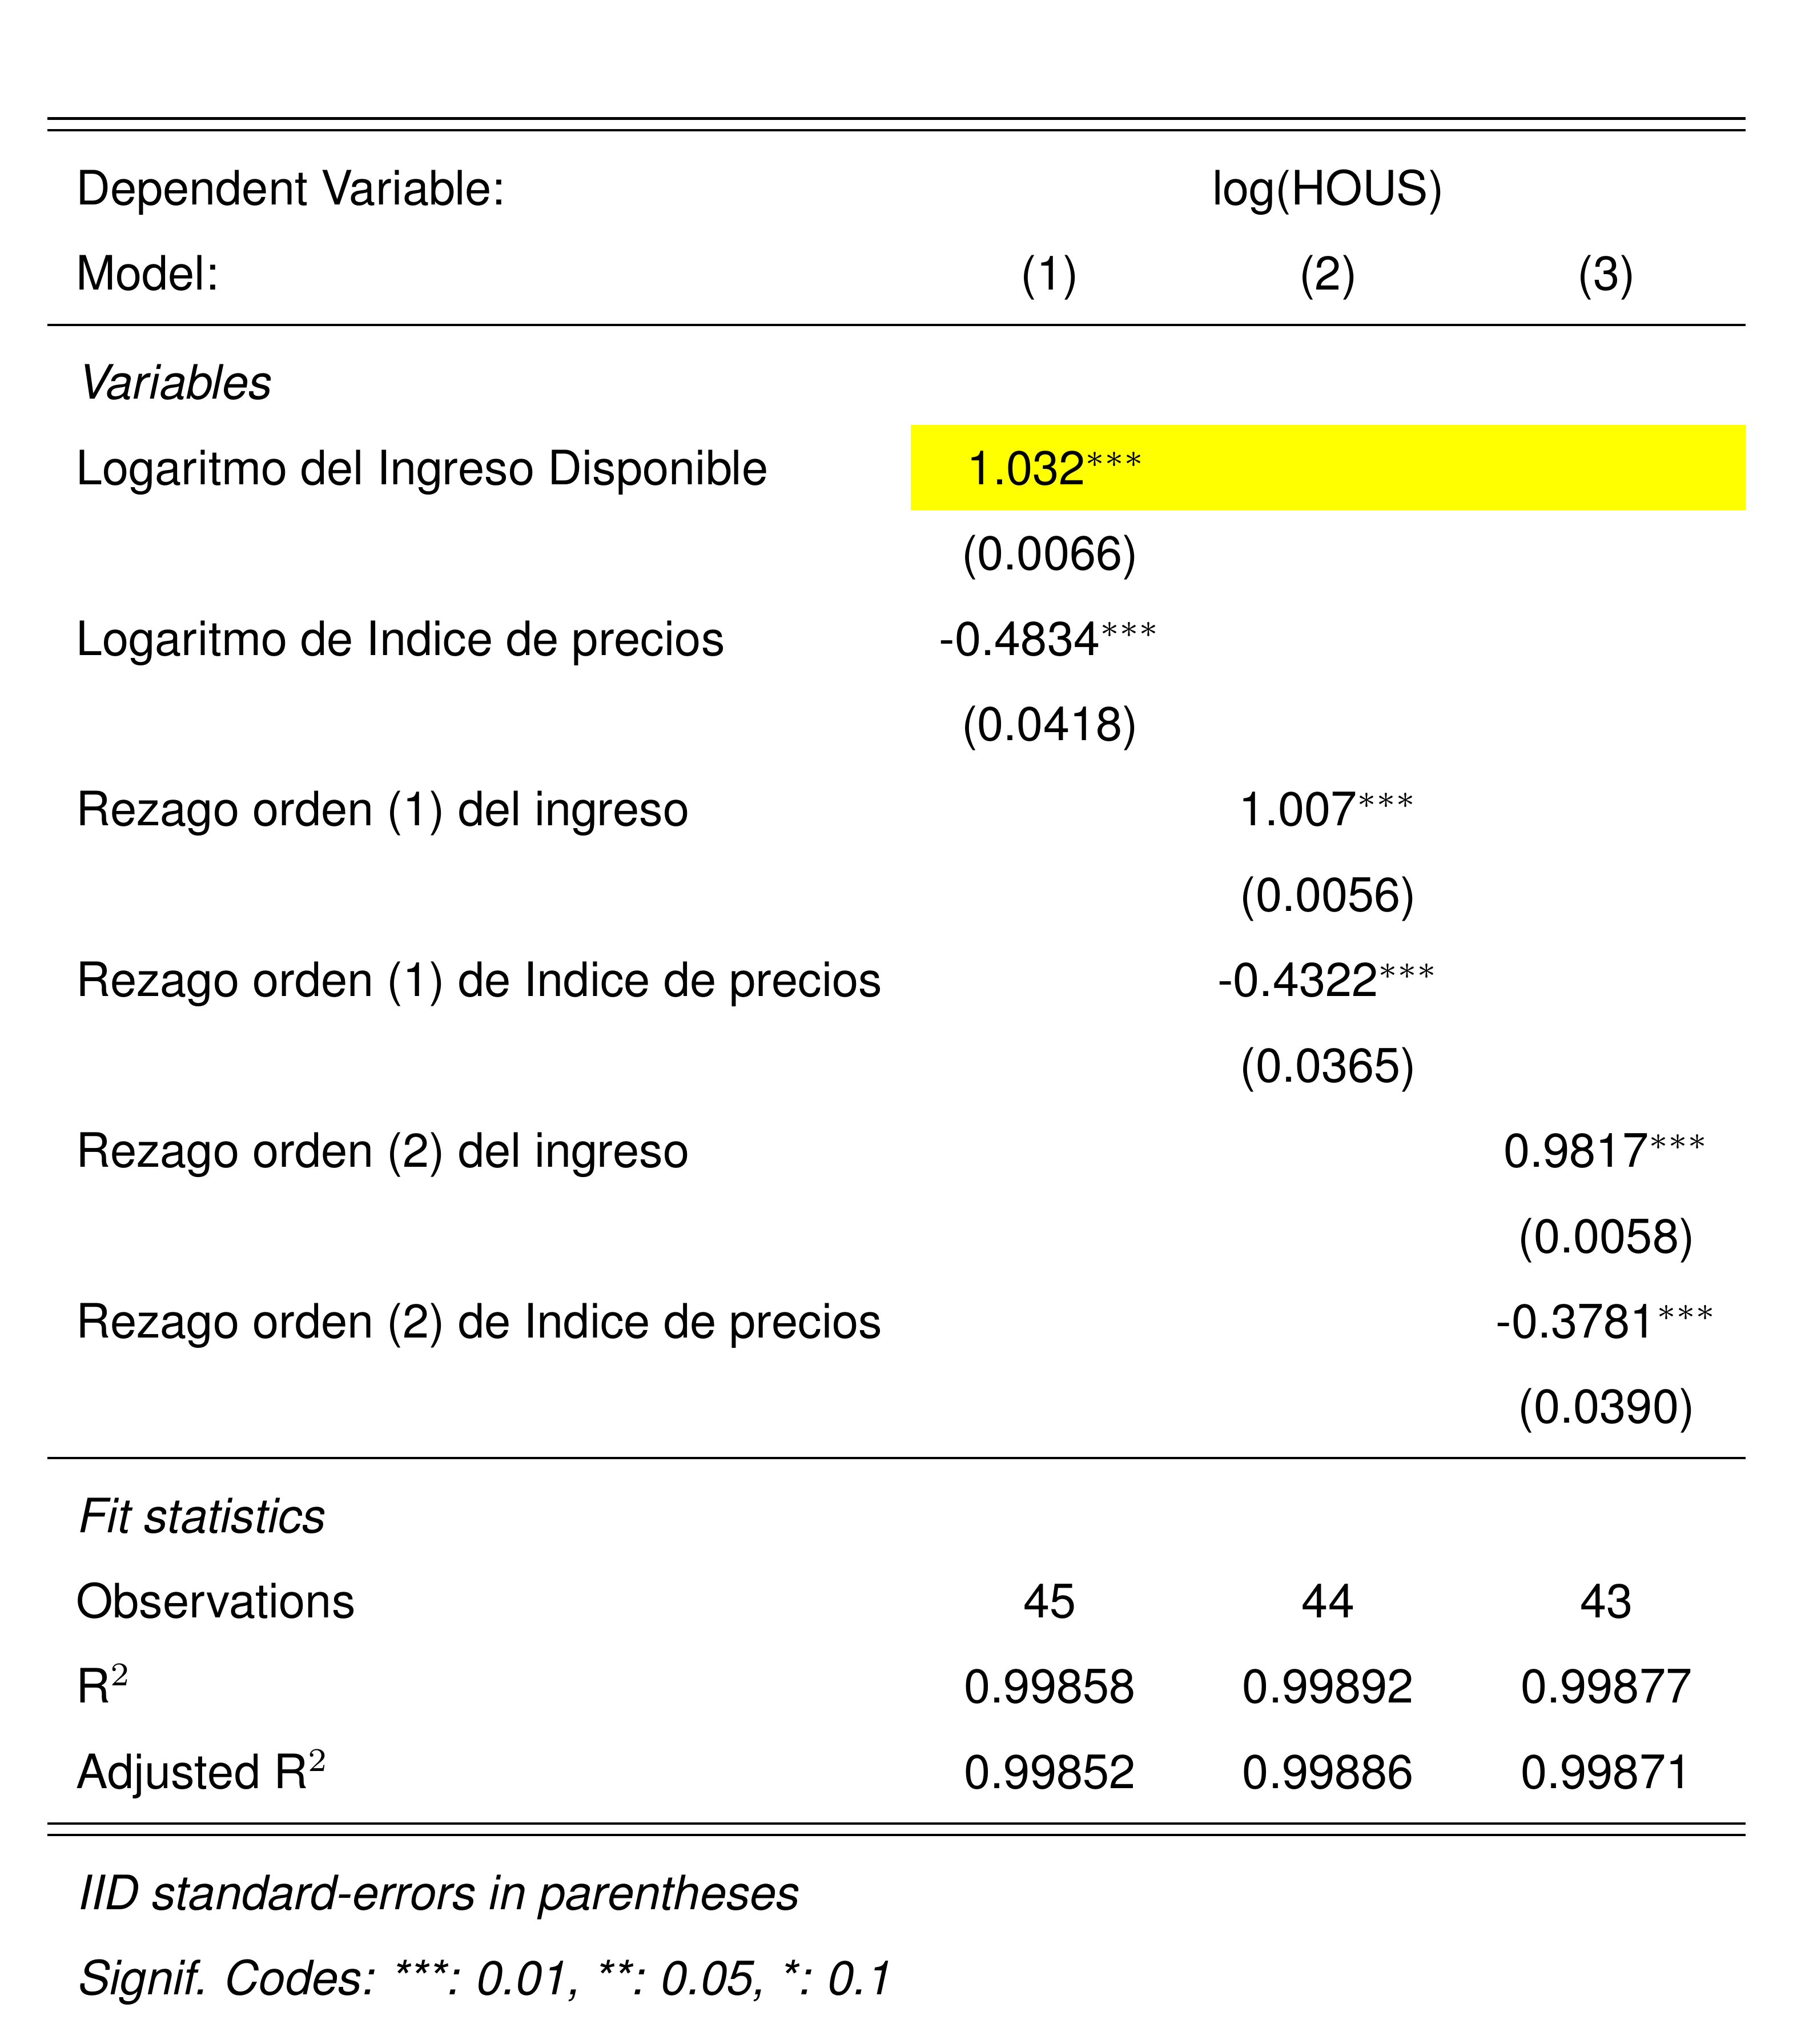 Dependent Variable: log(HOUS)
Model: (1) (2) (3)
Variables
Logaritmo del Ingreso Disponible 1.032***
(0.0066)
Logaritmo de Indice de precios -0.4834***
(0.0418)
Rezago orden (1) del ingreso 1.007***
(0.0056)
Rezago orden (1) de Indice de precios -0.4322***
(0.0365)
Rezago orden (2) del ingreso 0.9817***
(0.0058)
Rezago orden (2) de Indice de precios -0.3781***
(0.0390)
Fit statistics
Observations 45 44 43
R² 0.99858 0.99892 0.99877
Adjusted R² 0.99852 0.99886 0.99871
IID standard-errors in parentheses
Signif. Codes: ***: 0.01, **: 0.05, *: 0.1